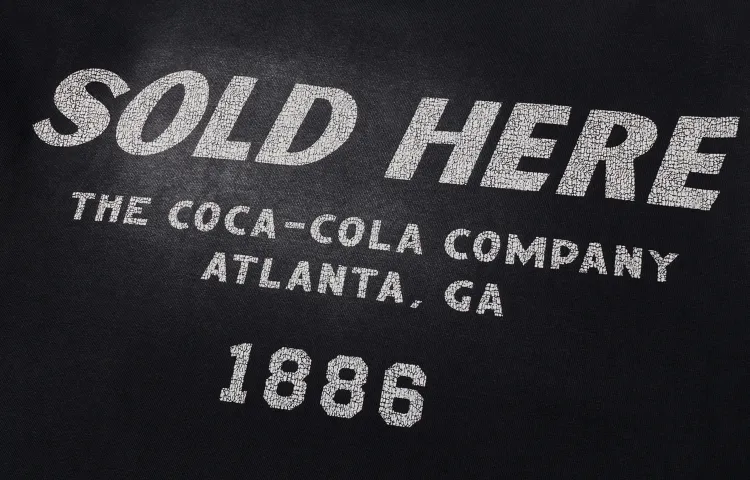 SOLD HERE
THE COCA-COLA COMPANY
ATLANTA, GA
1886